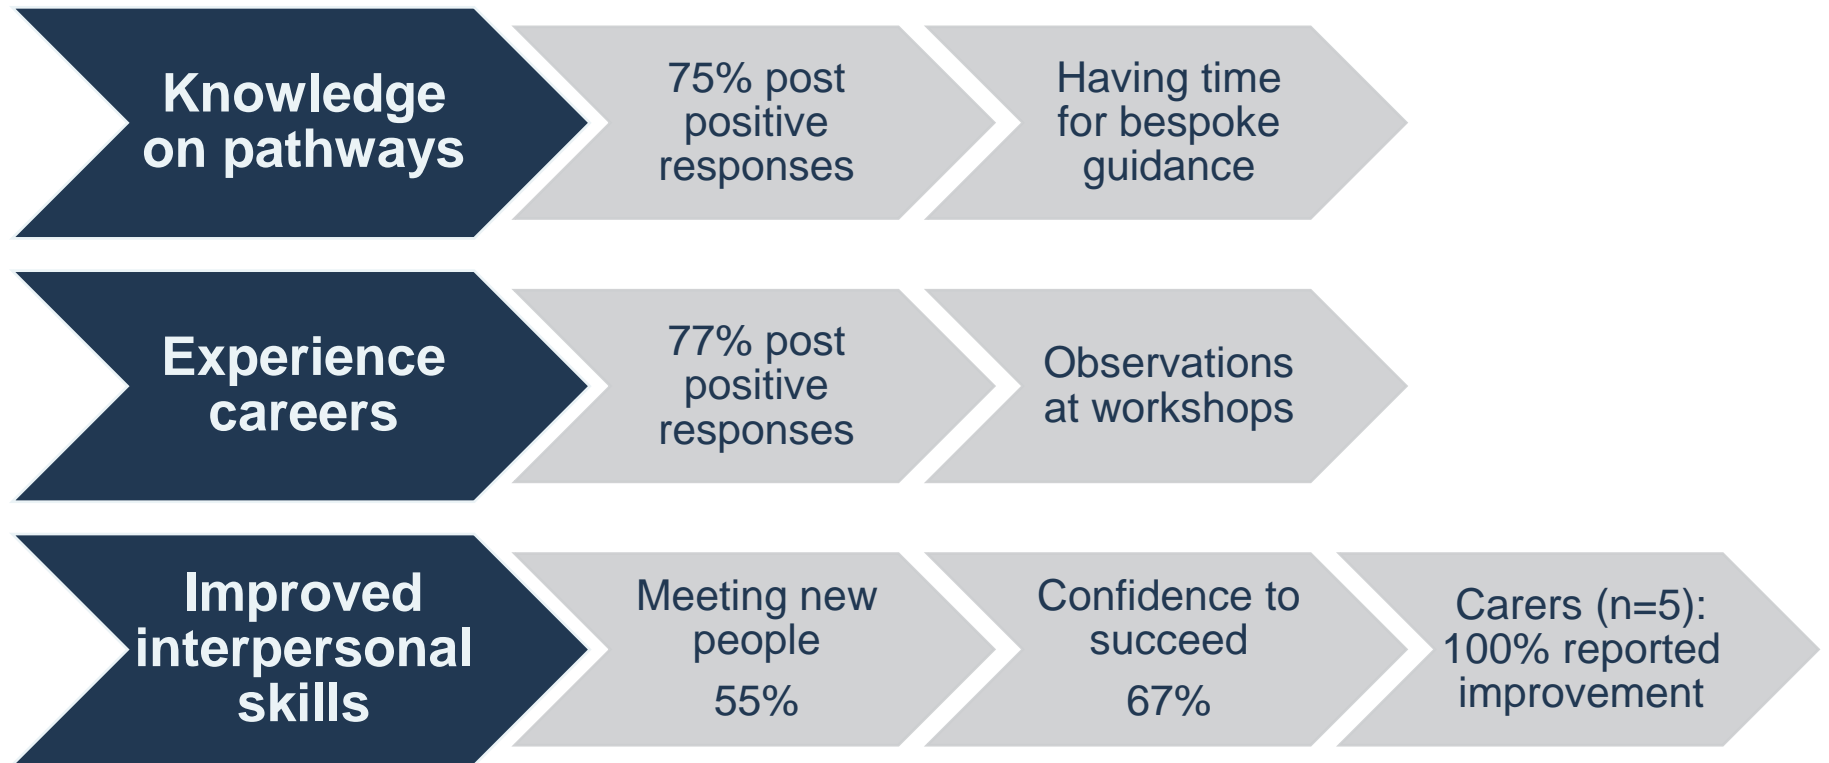 Knowledge
on pathways
75% post
positive
responses
Having time
for bespoke
guidance
Experience
careers
77% post
positive
responses
Observations
at workshops
Improved
interpersonal
skills
Meeting new
people
55%
Confidence to
succeed
67%
Carers (n=5):
100% reported
improvement